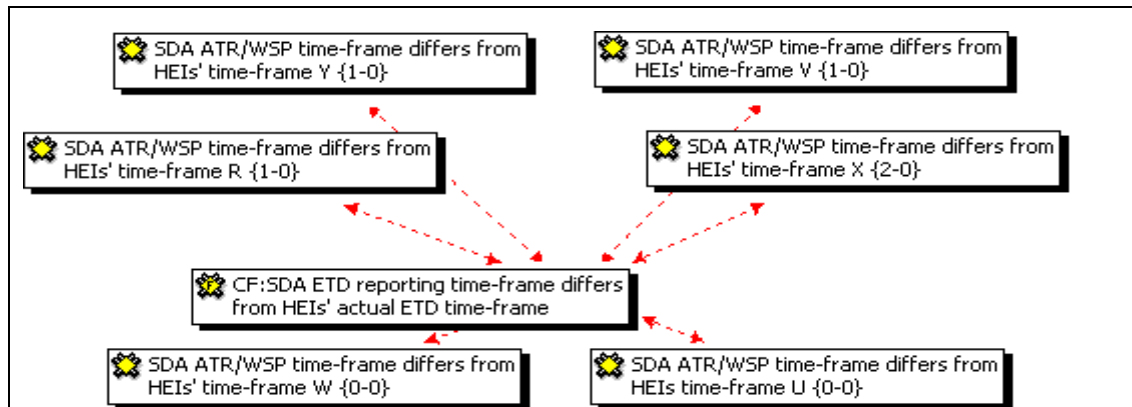 SDA ATR/WSP time-frame differs from
HEIs' time-frame Y {1-0}
SDA ATR/WSP time-frame differs from
HEIs' time-frame V {1-0}
SDA ATR/WSP time-frame differs from
HEIs' time-frame R {1-0}
SDA ATR/WSP time-frame differs from
HEIs' time-frame X {2-0}
CF:SDA ETD reporting time-frame differs
from HEIs' actual ETD time-frame
SDA ATR/WSP time-frame differs from
HEIs' time-frame W {0-0}
SDA ATR/WSP time-frame differs from
HEIs time-frame U {0-0}